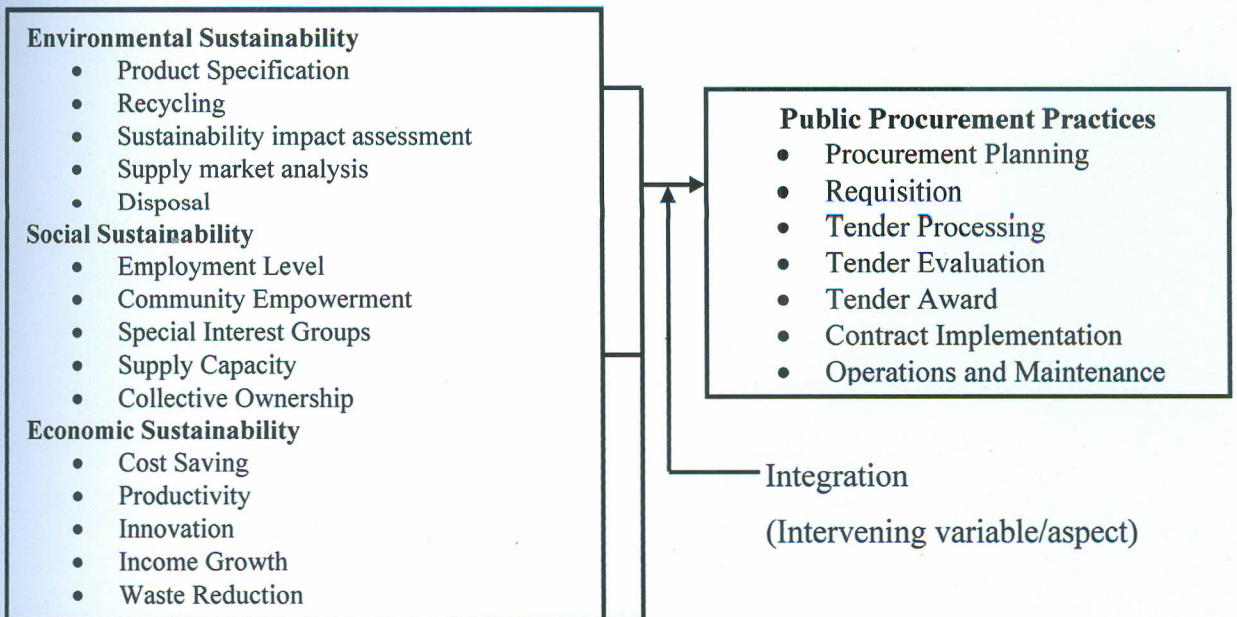 Environmental Sustainability
• Product Specification
• Recycling
• Sustainability impact assessment
• Supply market analysis
• Disposal
Social Sustainability
• Employment Level
• Community Empowerment
• Special Interest Groups
• Supply Capacity
• Collective Ownership
Economic Sustainability
• Cost Saving
• Productivity
• Innovation
• Income Growth
• Waste Reduction
Public Procurement Practices
• Procurement Planning
• Requisition
• Tender Processing
• Tender Evaluation
• Tender Award
• Contract Implementation
• Operations and Maintenance
Integration
(Intervening variable/aspect)